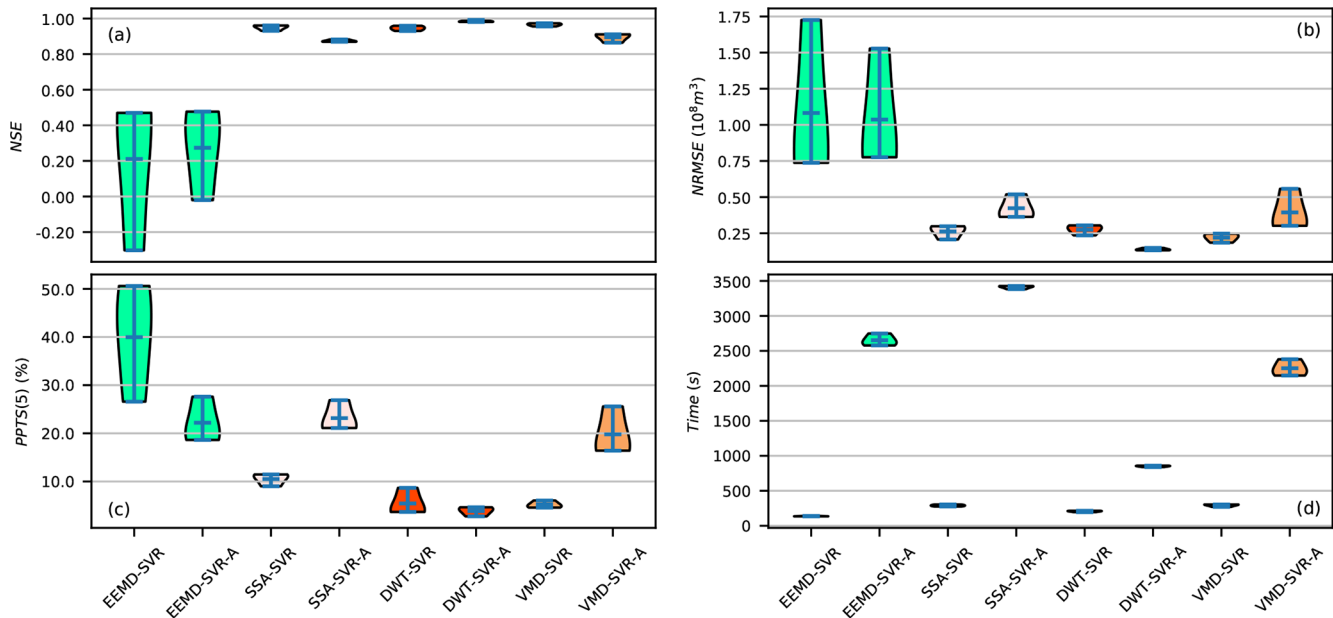 (a)
NSE
1.00
0.80
0.40
0.20
0.00
-0.20
(b)
NRMSE (10⁸m³)
1.75
1.50
1.25
1.00
0.75
0.50
0.25
(c)
PPTS(5) (%)
50.0
40.0
30.0
20.0
10.0
EEMD-SVR
EEMD-SVR-A
SSA-SVR
SSA-SVR-A
DWT-SVR
DWT-SVR-A
VMD-SVR
VMD-SVR-A
(d)
Time (s)
3500
3000
2500
2000
1500
1000
500
0
EEMD-SVR
EEMD-SVR-A
SSA-SVR
SSA-SVR-A
DWT-SVR
DWT-SVR-A
VMD-SVR
VMD-SVR-A